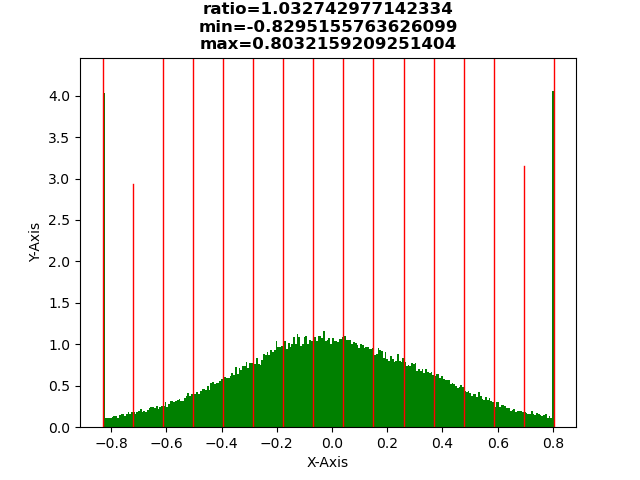 ratio=1.032742977142334
min=-0.8295155763626099
max=0.8032159209251404
4.0
3.5
3.0
2.5
2.0
1.5
1.0
0.5
0.0
Y-Axis
−0.8 −0.6 −0.4 −0.2 0.0 0.2 0.4 0.6 0.8
X-Axis